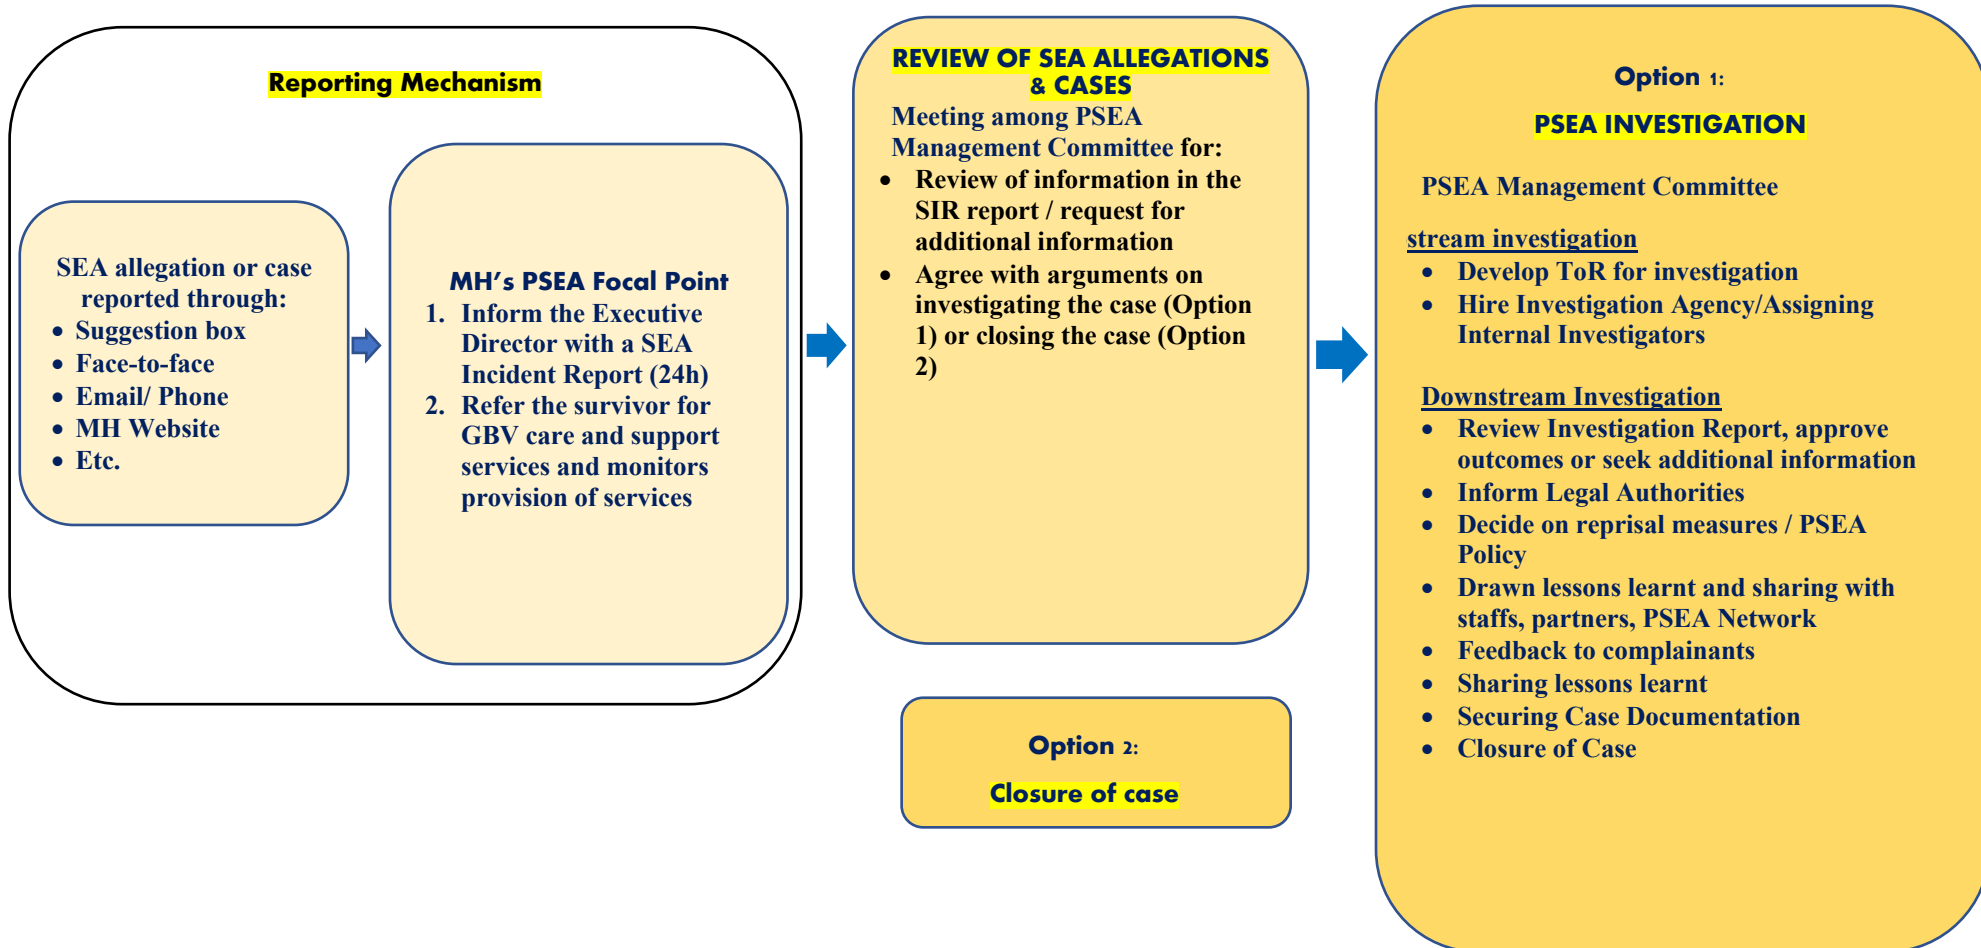 Reporting Mechanism
SEA allegation or case
reported through:
• Suggestion box
• Face-to-face
• Email/ Phone
• MH Website
• Etc.
MH's PSEA Focal Point
1. Inform the Executive
Director with a SEA
Incident Report (24h)
2. Refer the survivor for
GBV care and support
services and monitors
provision of services
REVIEW OF SEA ALLEGATIONS
& CASES
Meeting among PSEA
Management Committee for:
• Review of information in the
SIR report / request for
additional information
• Agree with arguments on
investigating the case (Option
1) or closing the case (Option
2)
Option 2:
Closure of case
Option 1:
PSEA INVESTIGATION
PSEA Management Committee
stream investigation
• Develop ToR for investigation
• Hire Investigation Agency/Assigning
Internal Investigators
Downstream Investigation
• Review Investigation Report, approve
outcomes or seek additional information
• Inform Legal Authorities
• Decide on reprisal measures / PSEA
Policy
• Drawn lessons learnt and sharing with
staffs, partners, PSEA Network
• Feedback to complainants
• Sharing lessons learnt
• Securing Case Documentation
• Closure of Case